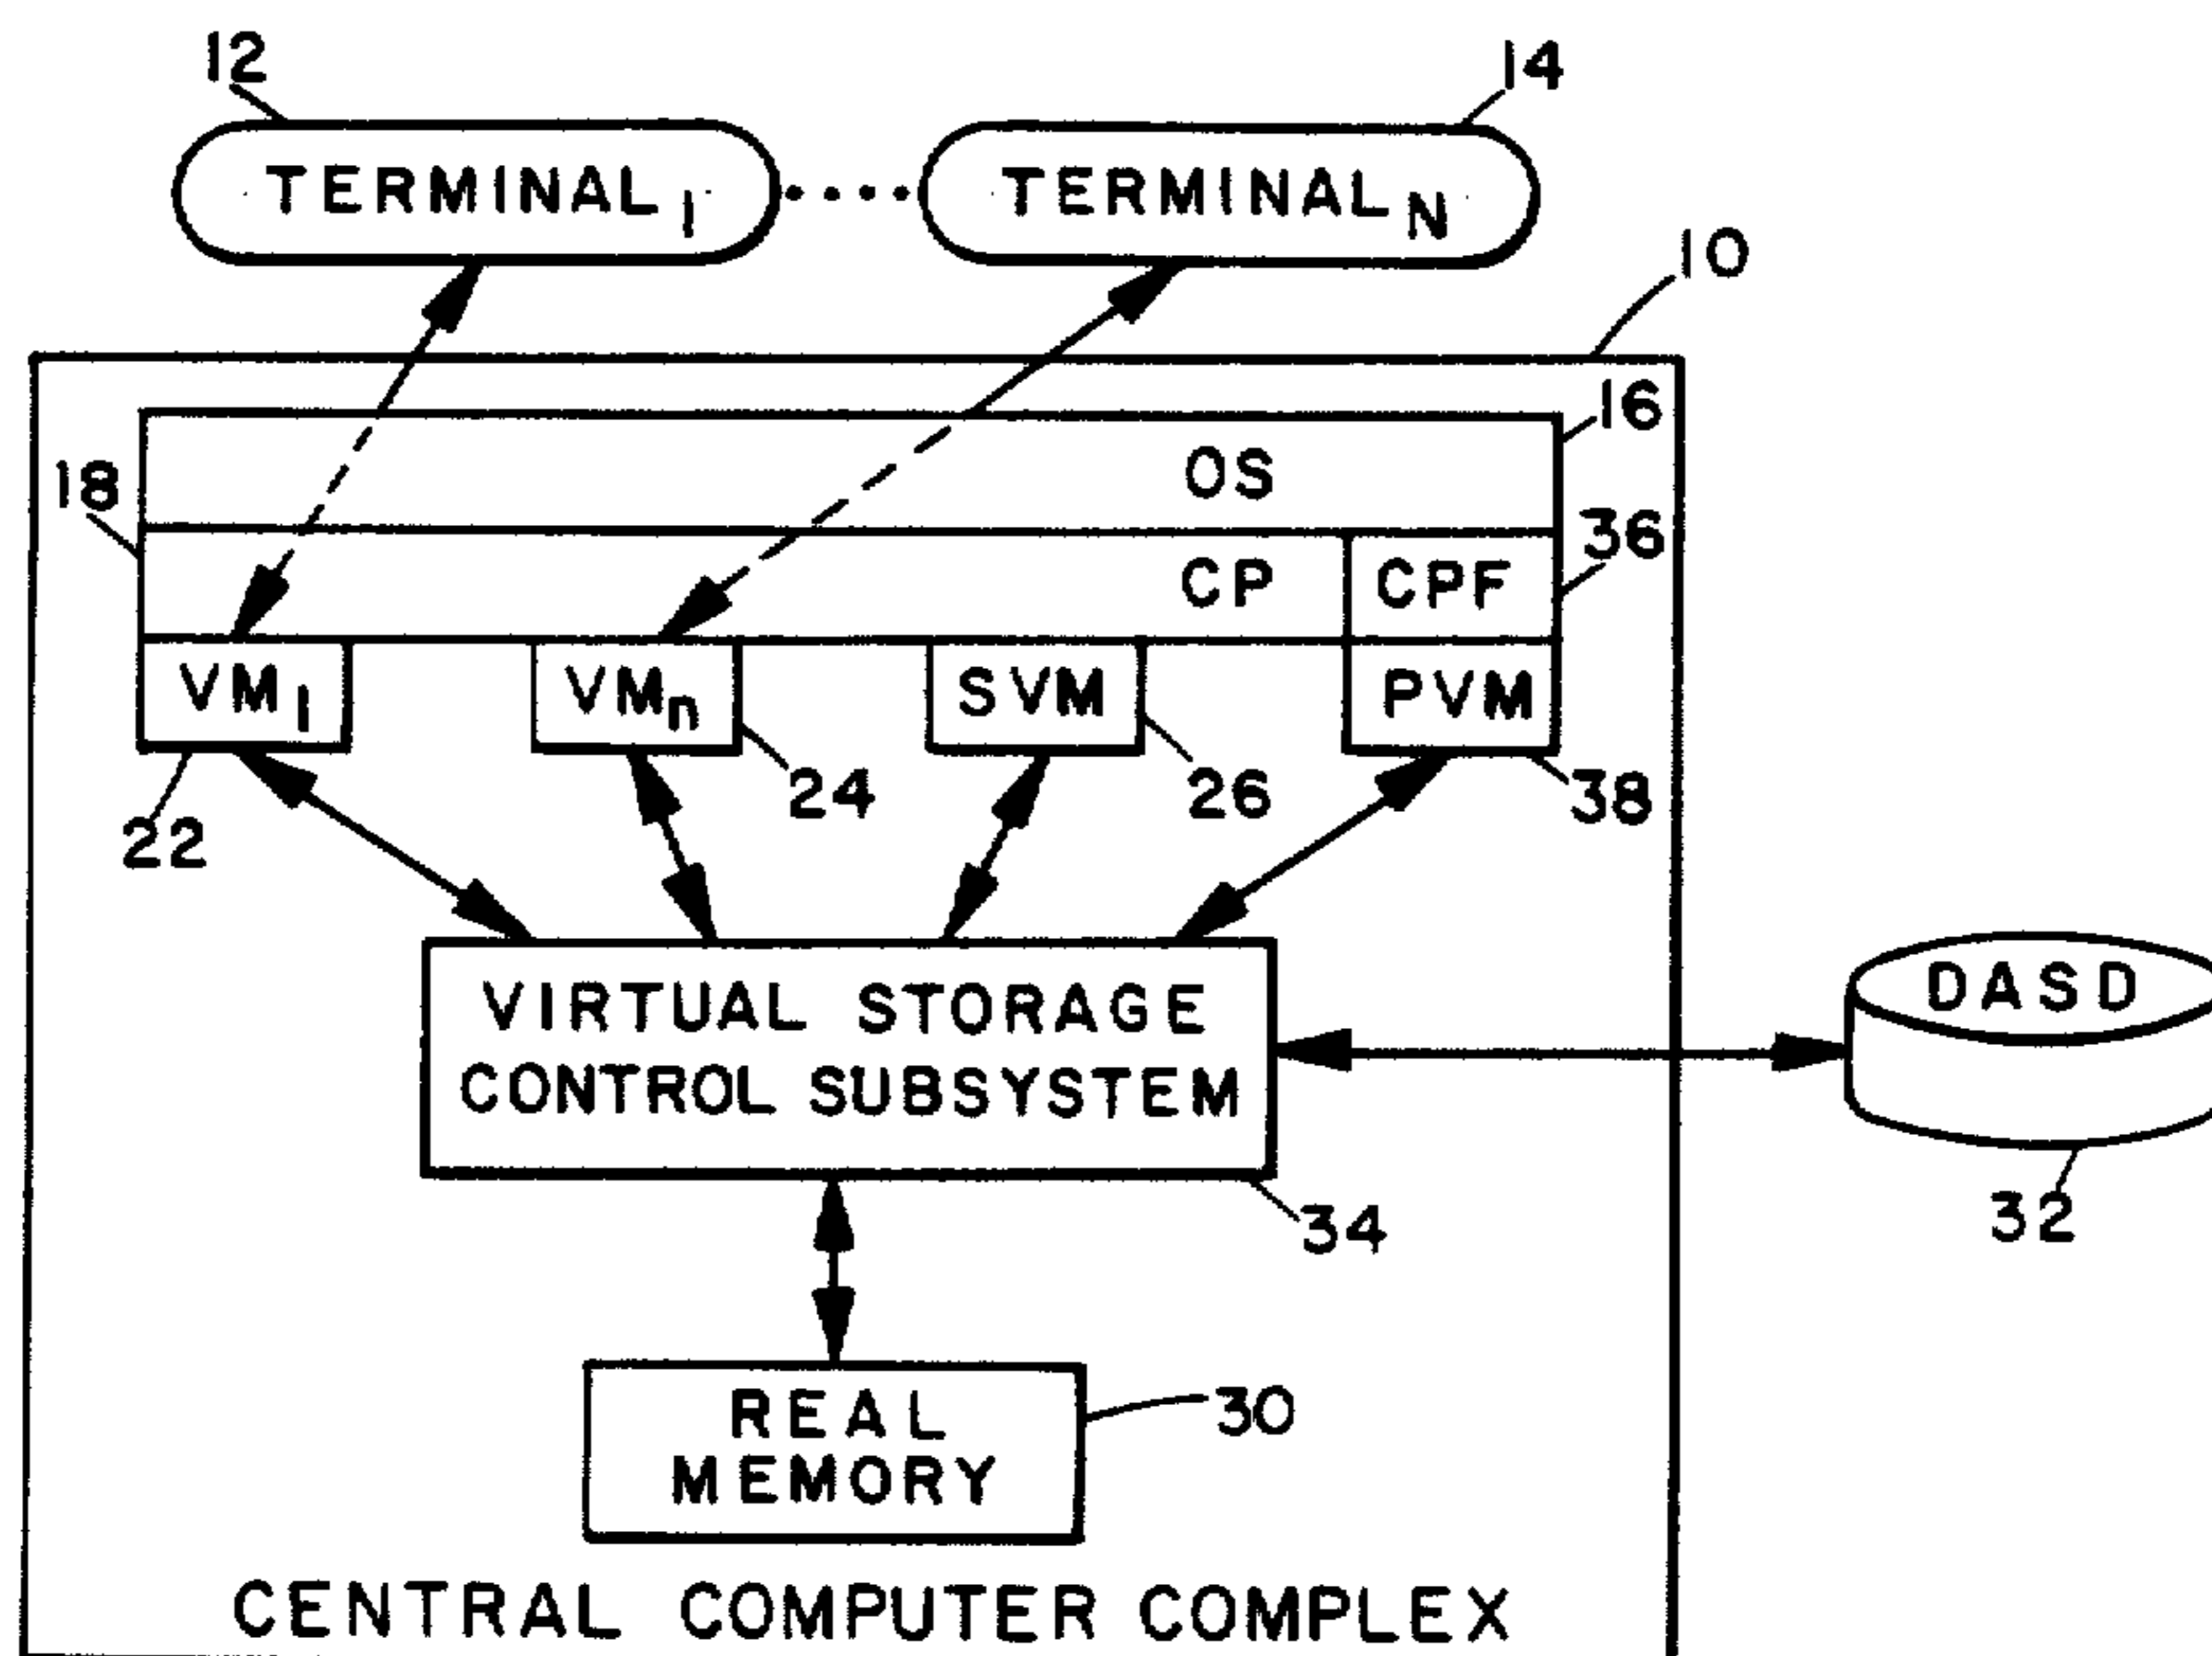 12
14
TERMINAL1 .... TERMINALN
10
16
OS
18
36
CP CPF
VM1 VMn SVM PVM
24 26 38
22
VIRTUAL STORAGE
CONTROL SUBSYSTEM
DASD
34
32
REAL
MEMORY
30
CENTRAL COMPUTER COMPLEX